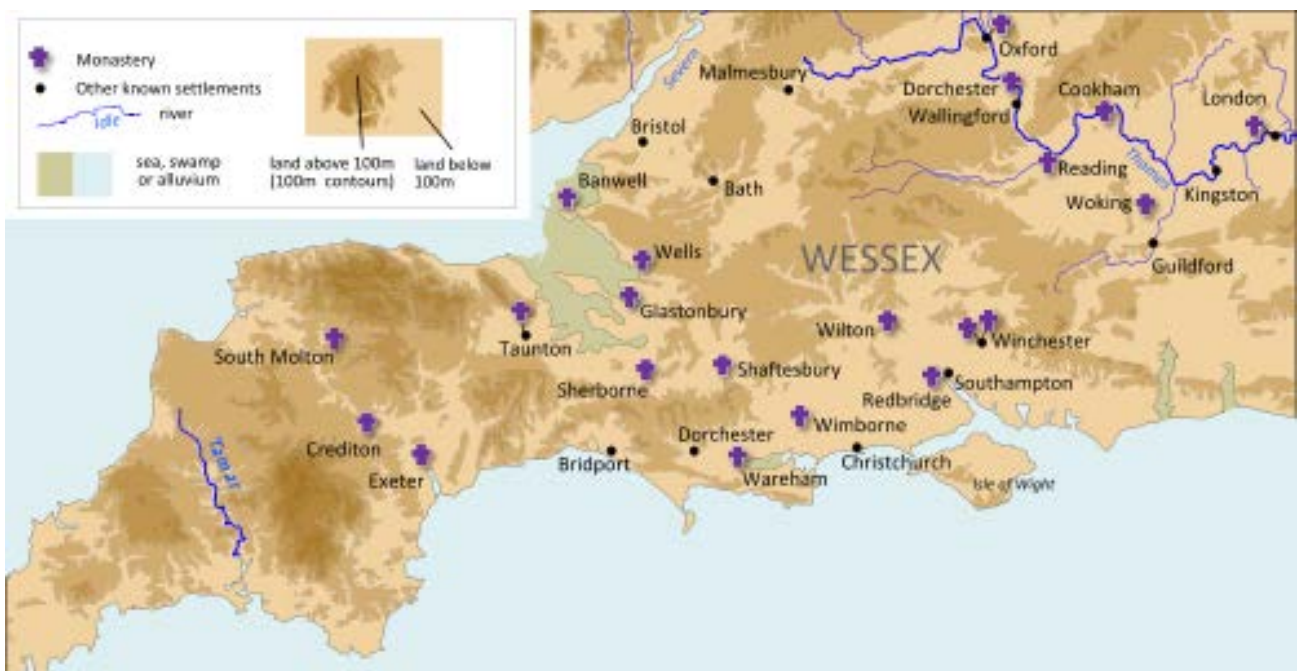 Monastery
Other known settlements
idle
river
sea, swamp
or alluvium
land above 100m
(100m contours)
land below
100m
Severn
Malmesbury
Oxford
Dorchester
Wallingford
Cookham
London
Bristol
Thames
Reading
Kingston
Banwell
Bath
Woking
Wells
WESSEX
Guildford
Glastonbury
Wilton
Winchester
South Molton
Taunton
Sherborne
Shaftesbury
Southampton
Redbridge
Tamar
Crediton
Exeter
Bridport
Dorchester
Wimborne
Wareham
Christchurch
Isle of Wight